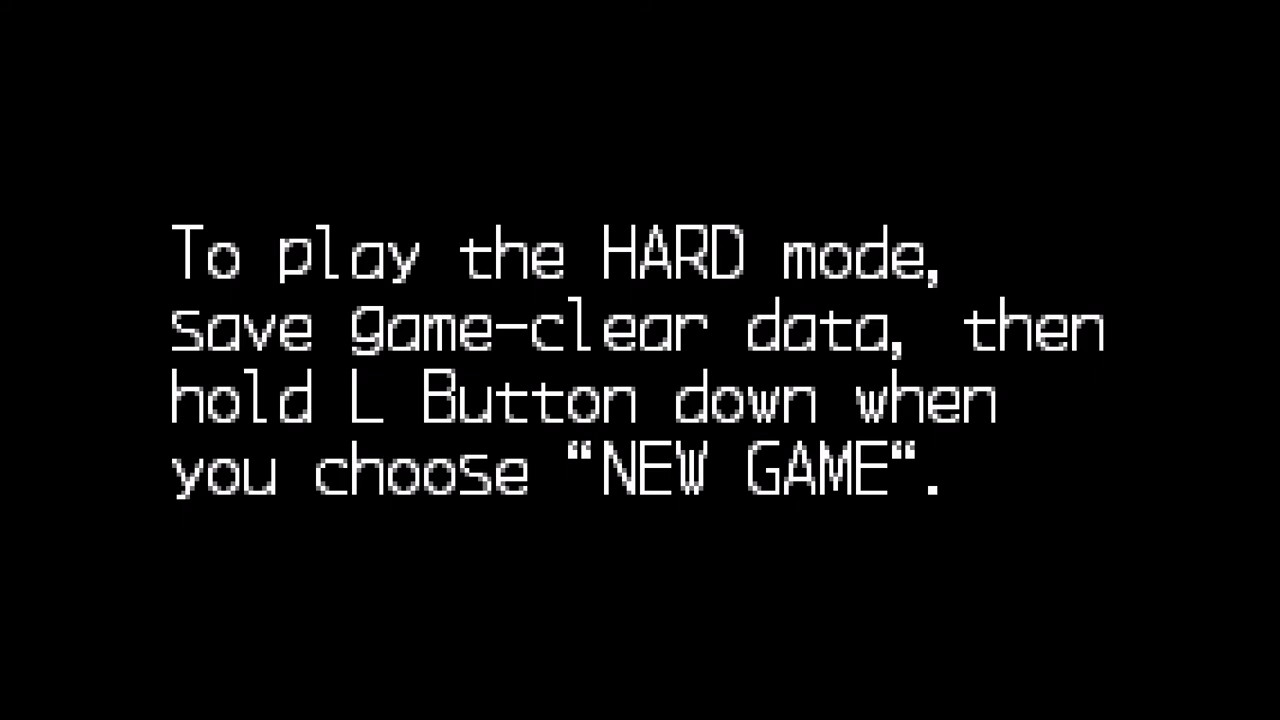 To play the HARD mode,
save game-clear data, then
hold L Button down when
you choose “NEW GAME“.